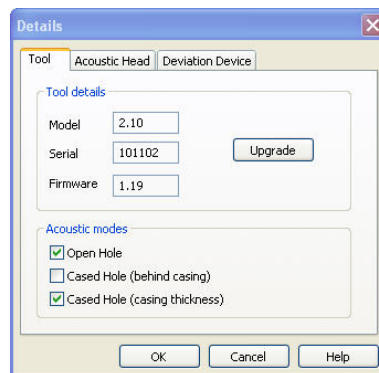 Details
Tool
Acoustic Head
Deviation Device
Tool details
Model 2.10
Serial 101102
Upgrade
Firmware 1.19
Acoustic modes
Open Hole
Cased Hole (behind casing)
Cased Hole (casing thickness)
OK Cancel Help